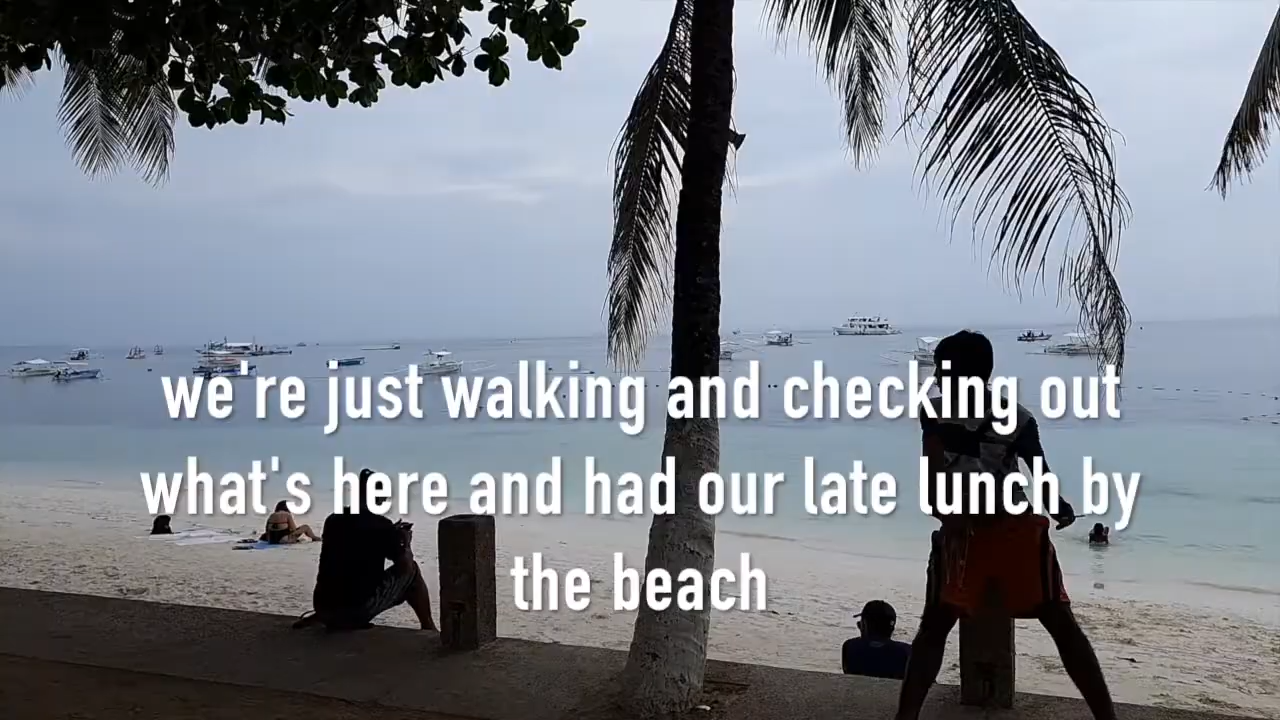 we're just walking and checking out
what's here and had our late lunch by
the beach